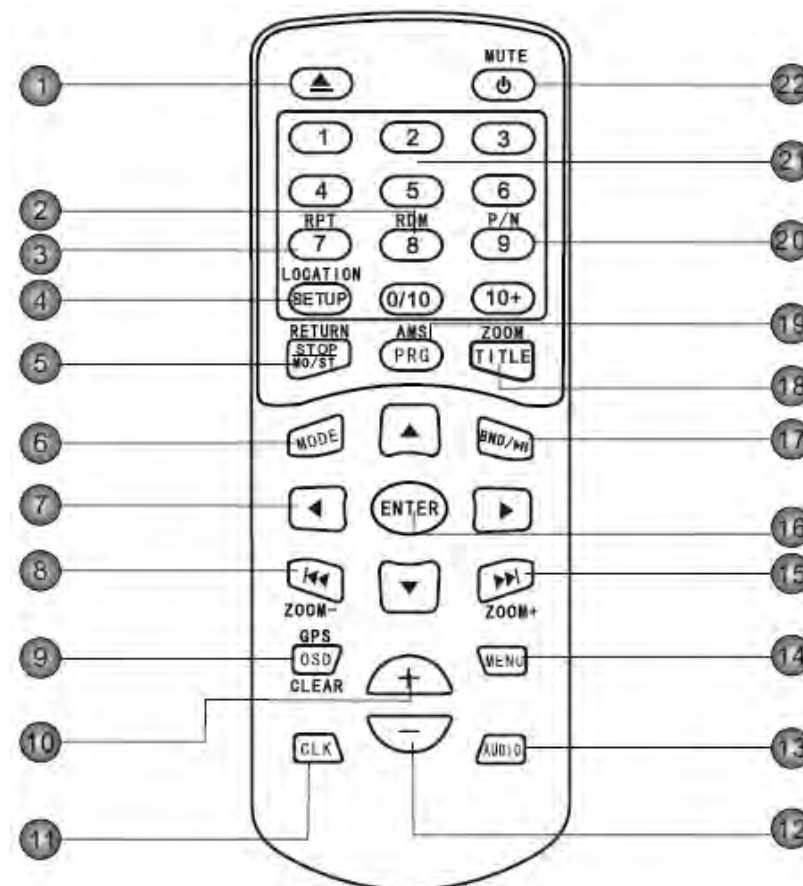 MUTE
1
22
1 2 3
21
4 5 6
2
RPT RDM P/N
3
7 8 9
20
LOCATION
4
SETUP 0/10 10+
RETURN AMS ZOOM
19
STOP
MO/ST
PRG TITLE
5
18
6
MODE BND/
17
7
ENTER
16
8
15
ZOOM- ZOOM+
GPS
9
OSD MENU
14
CLEAR
+
10
-
CLK AUDIO
13
11
12